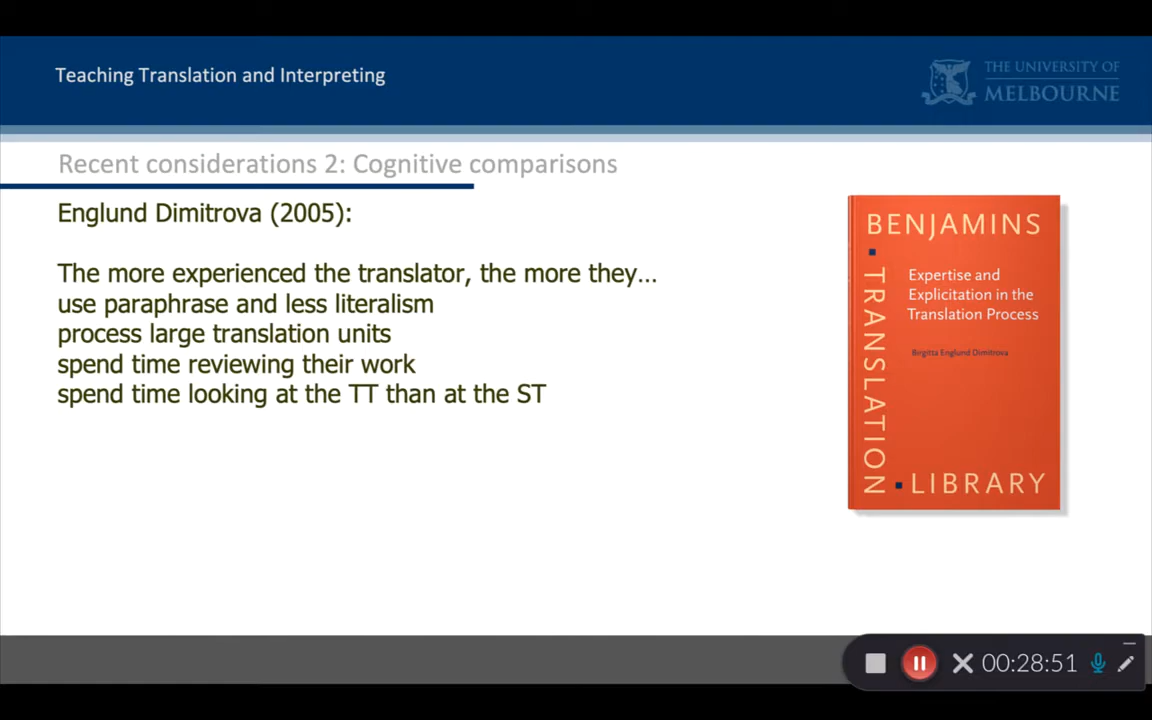 Teaching Translation and Interpreting
THE UNIVERSITY OF
MELBOURNE
Recent considerations 2: Cognitive comparisons
Englund Dimitrova (2005):
The more experienced the translator, the more they...
use paraphrase and less literalism
process large translation units
spend time reviewing their work
spend time looking at the TT than at the ST
BENJAMINS
TRANSLATION
LIBRARY
Expertise and
Explicitation in the
Translation Process
Birgitta Englund Dimitrova
00:28:51